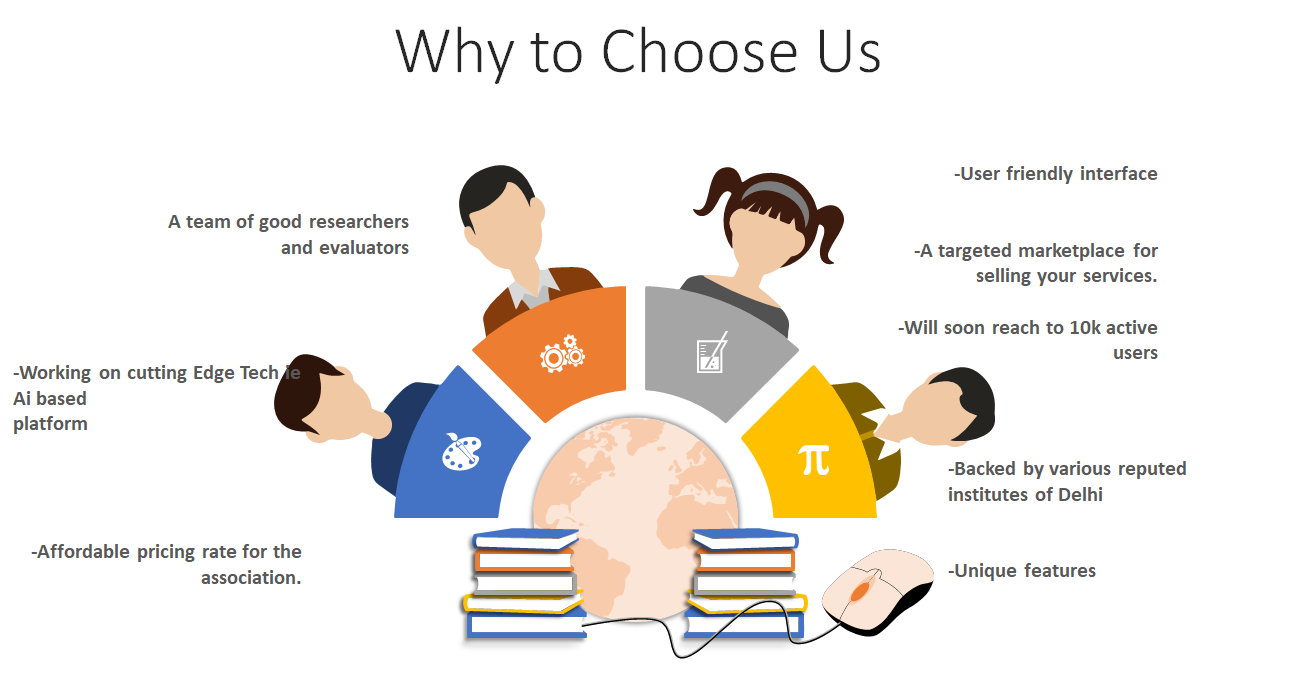 Why to Choose Us
A team of good researchers
and evaluators
-Working on cutting Edge Tech ie
Ai based
platform
-Affordable pricing rate for the
association.
-User friendly interface
-A targeted marketplace for
selling your services.
-Will soon reach to 10k active
users
-Backed by various reputed
institutes of Delhi
-Unique features
π